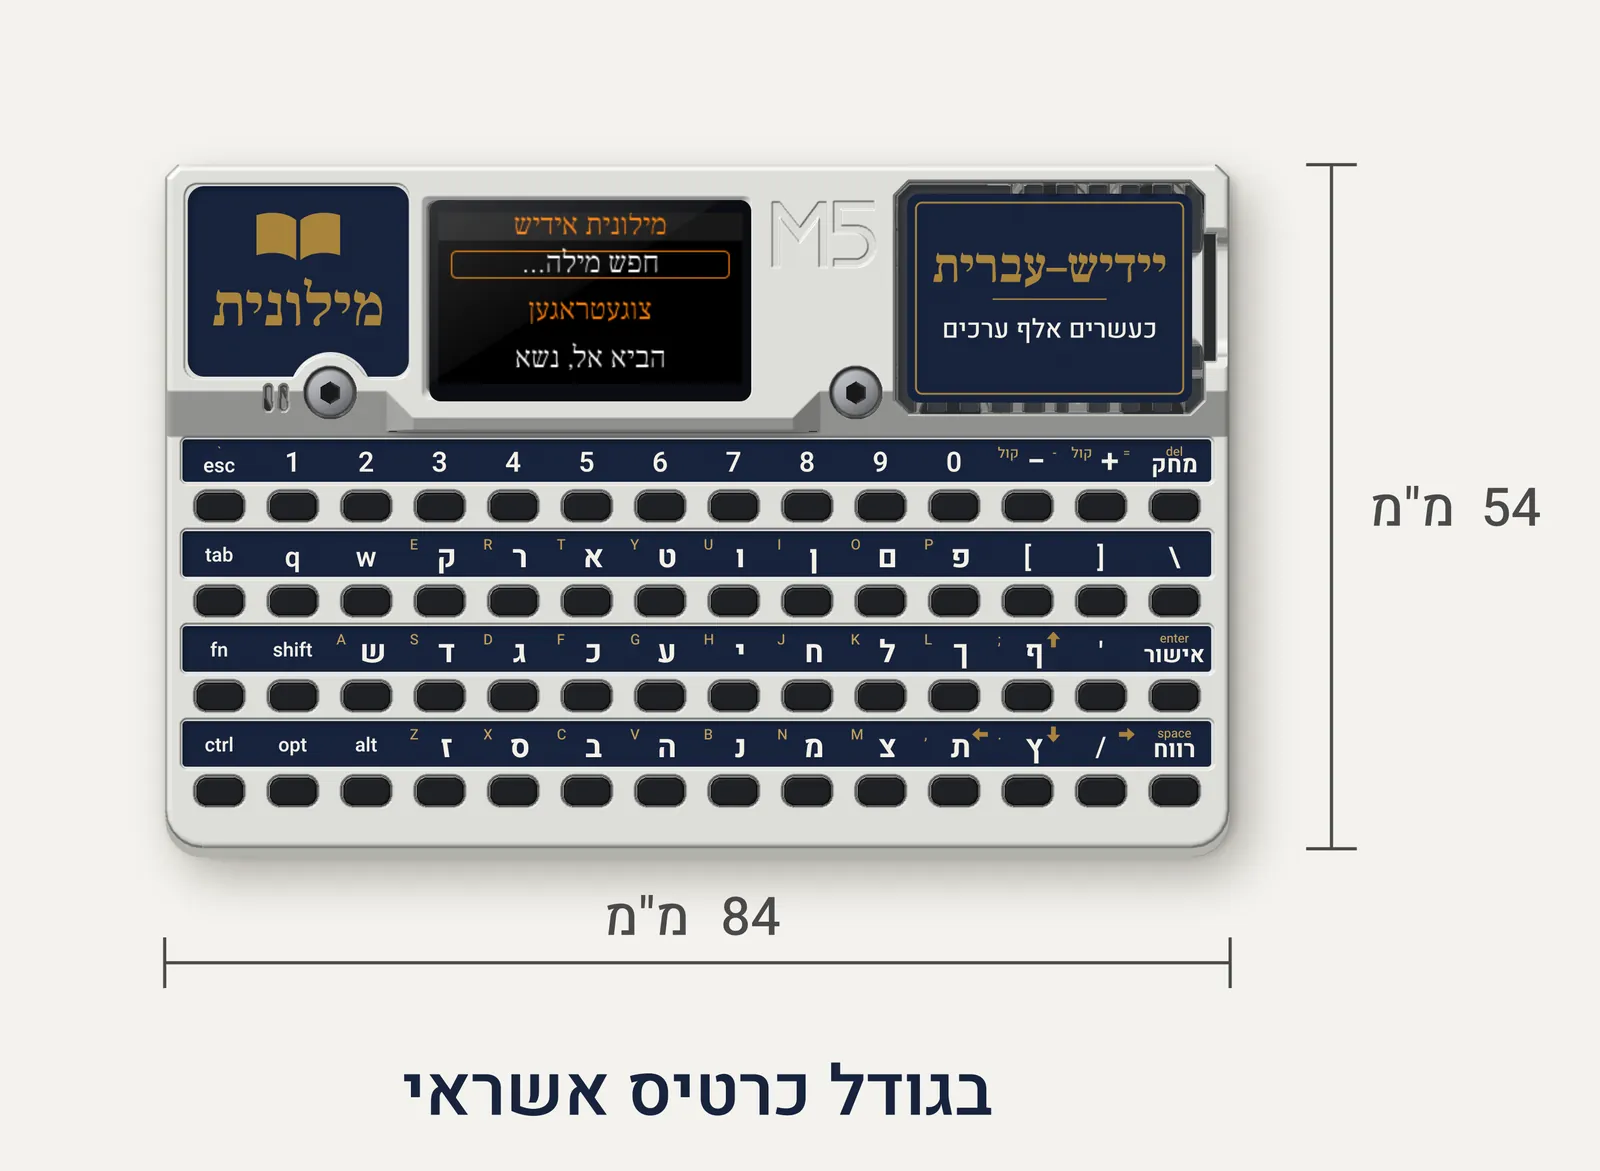 מילונית
מילונית אידיש
חפש מילה...
צוגעטראגען
הביא אל, נשא
M5
יידיש–עברית
כעשרים אלף ערכים
esc 1 2 3 4 5 6 7 8 9 0 קול − - קול + = del מחק
tab q w E ק R ר T א Y ט U ו I ן O ם P פ [ ] \
fn shift A ש S ד D ג F כ G ע H י J ח K ל L ך ; ף ' enter אישור
ctrl opt alt Z ז X ס C ב V ה B נ N מ M צ , ת . ץ / space רווח
54 מ"מ
84 מ"מ
בגודל כרטיס אשראי